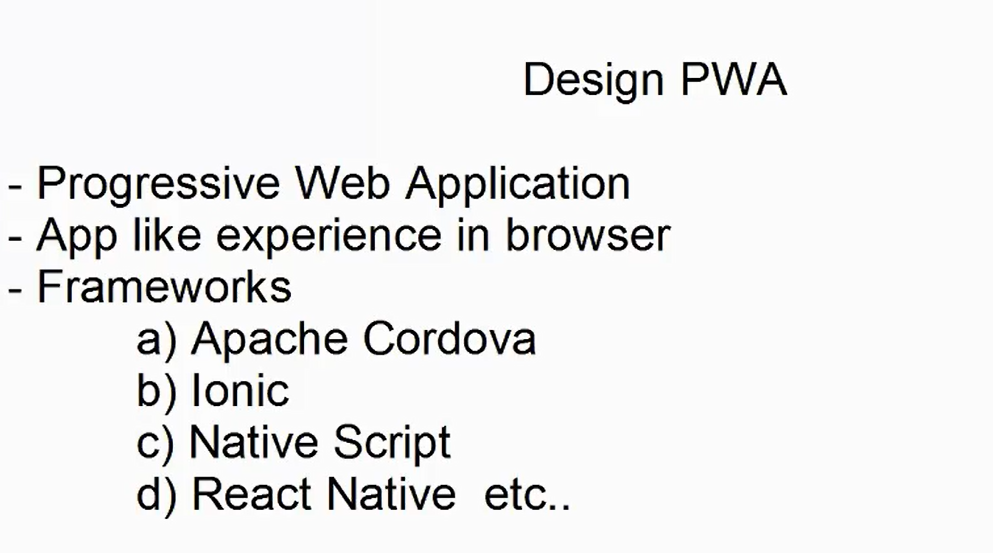 Design PWA
- Progressive Web Application
- App like experience in browser
- Frameworks
a) Apache Cordova
b) Ionic
c) Native Script
d) React Native etc..